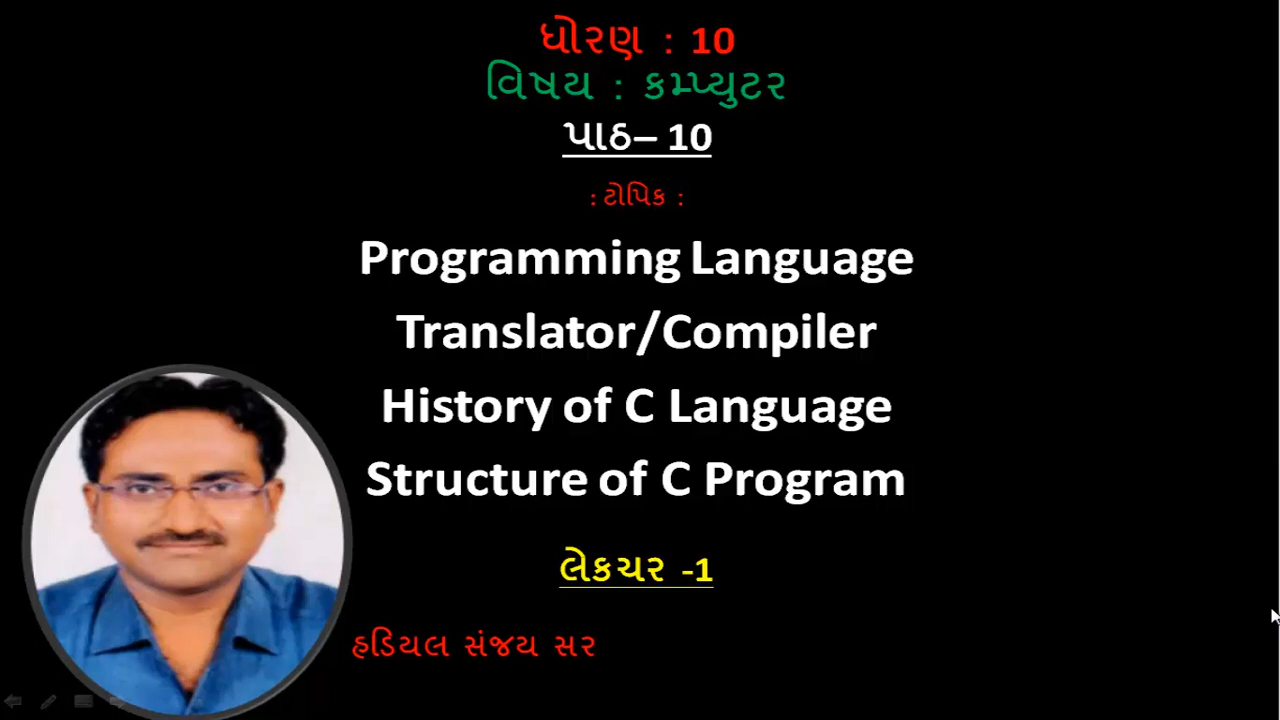 ધોરણ : 10
વિષય : કમ્પ્યુટર
પાઠ– 10
: ટોપિક :
Programming Language
Translator/Compiler
History of C Language
Structure of C Program
લેકચર -1
હડિયલ સંજય સર